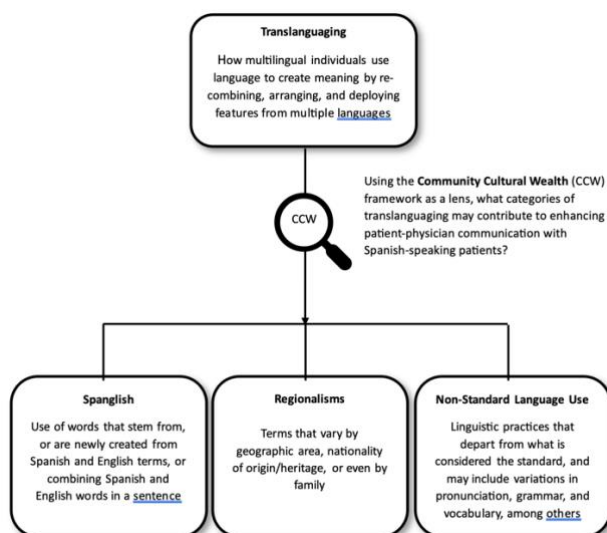 Translanguaging
How multilingual individuals use
language to create meaning by re-
combining, arranging, and deploying
features from multiple languages
CCW
Using the Community Cultural Wealth (CCW)
framework as a lens, what categories of
translanguaging may contribute to enhancing
patient-physician communication with
Spanish-speaking patients?
Spanglish
Use of words that stem from,
or are newly created from
Spanish and English terms, or
combining Spanish and
English words in a sentence
Regionalisms
Terms that vary by
geographic area, nationality
of origin/heritage, or even by
family
Non-Standard Language Use
Linguistic practices that
depart from what is
considered the standard, and
may include variations in
pronunciation, grammar, and
vocabulary, among others